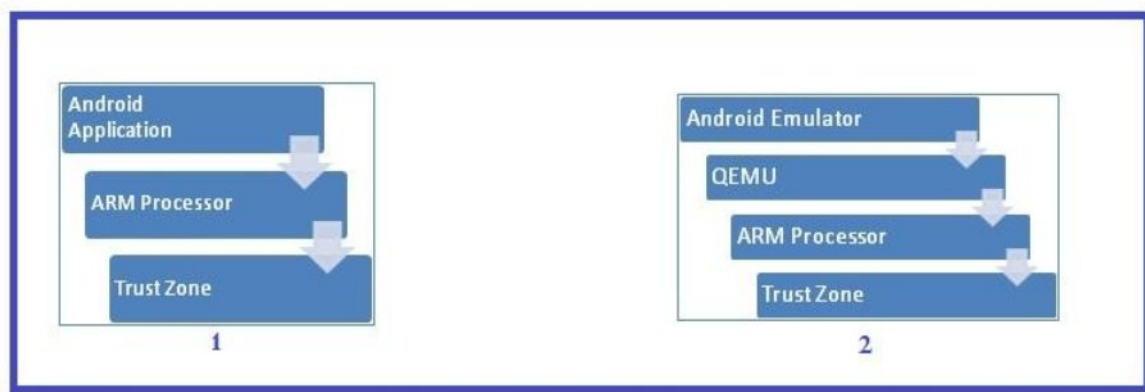 Android
Application
ARM Processor
Trust Zone
1
Android Emulator
QEMU
ARM Processor
Trust Zone
2